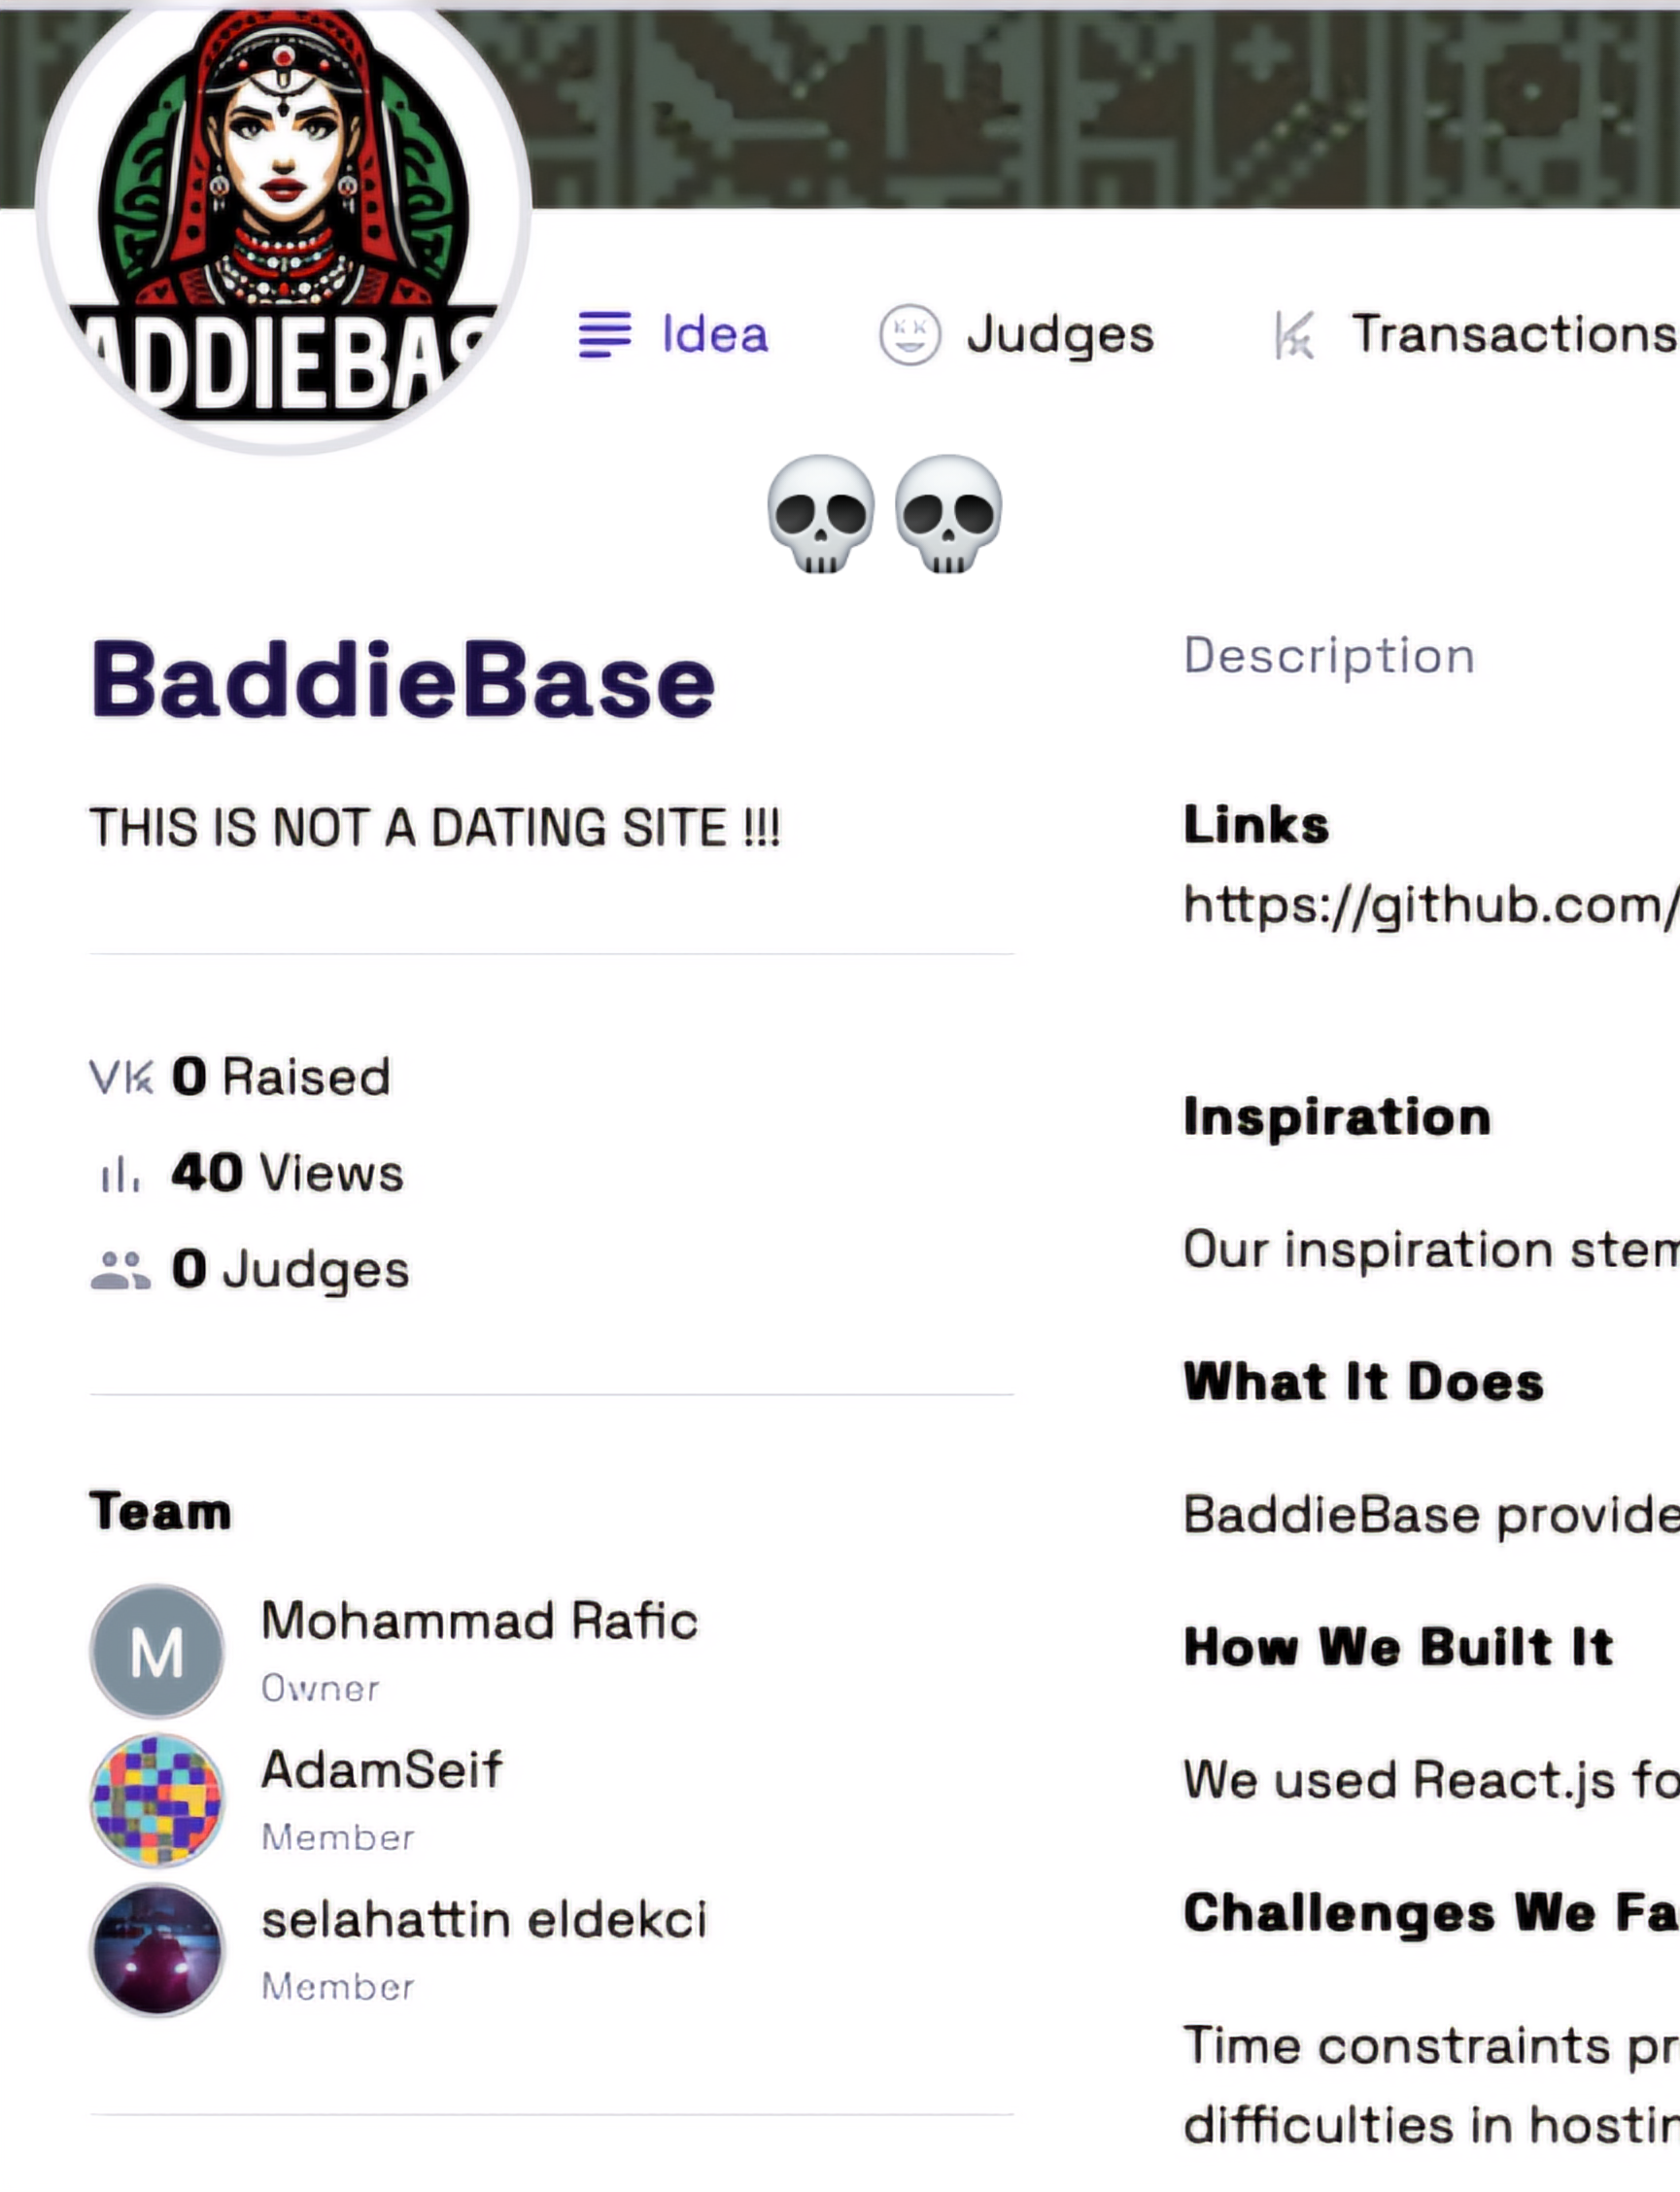 ADDIEBAS
Idea
Judges
Transactions
💀💀
BaddieBase
THIS IS NOT A DATING SITE !!!
0 Raised
40 Views
0 Judges
Team
M
Mohammad Rafic
Owner
AdamSeif
Member
selahattin eldekci
Member
Description
Links
https://github.com/
Inspiration
Our inspiration stem
What It Does
BaddieBase provide
How We Built It
We used React.js fo
Challenges We Fa
Time constraints pr
difficulties in hostin